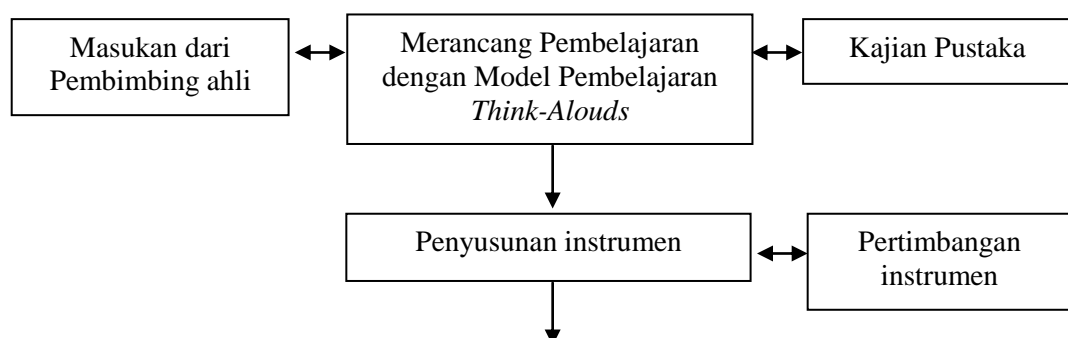 Masukan dari
Pembimbing ahli
Merancang Pembelajaran
dengan Model Pembelajaran
Think-Alouds
Kajian Pustaka
Penyusunan instrumen
Pertimbangan
instrumen